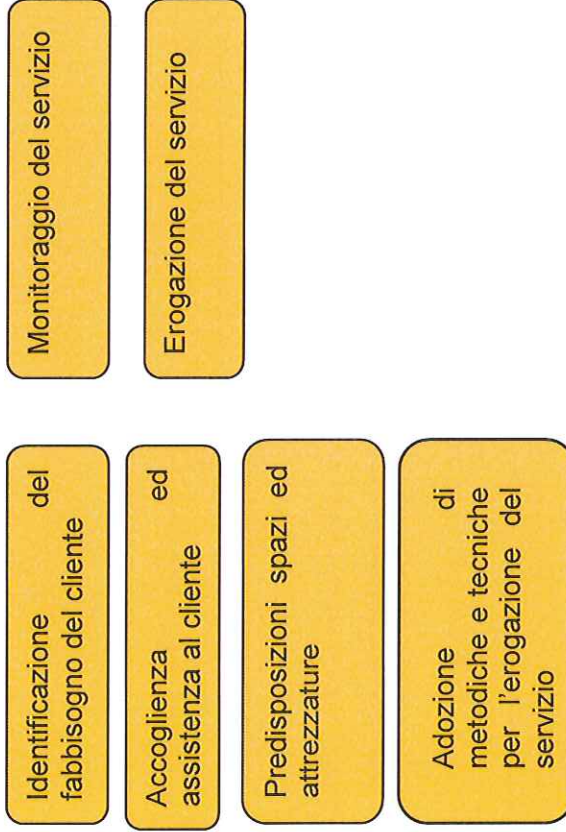 Identificazione del
fabbisogno del cliente
Accoglienza ed
assistenza al cliente
Predisposizioni spazi ed
attrezzature
Adozione di
metodiche e tecniche
per l'erogazione del
servizio
Monitoraggio del servizio
Erogazione del servizio